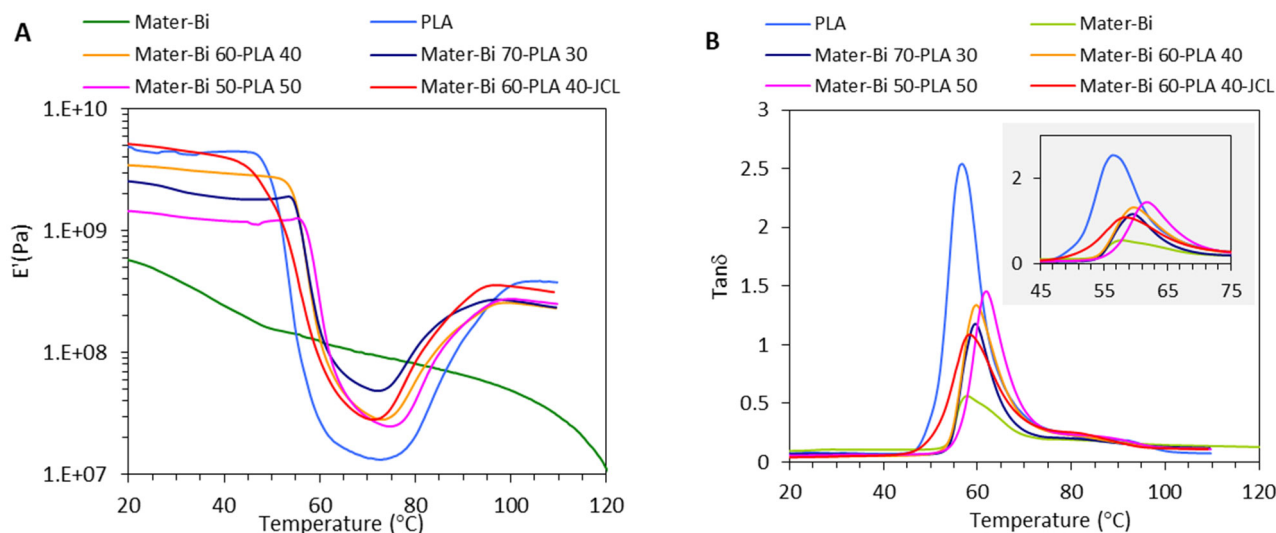 A
Mater-Bi PLA
Mater-Bi 60-PLA 40 Mater-Bi 70-PLA 30
Mater-Bi 50-PLA 50 Mater-Bi 60-PLA 40-JCL
E'(Pa)
1.E+10
1.E+09
1.E+08
1.E+07
20 40 60 80 100 120
Temperature (°C)
B
PLA Mater-Bi
Mater-Bi 70-PLA 30 Mater-Bi 60-PLA 40
Mater-Bi 50-PLA 50 Mater-Bi 60-PLA 40-JCL
Tanδ
3
2.5
2
1.5
1
0.5
0
20 40 60 80 100 120
Temperature (°C)
2
0
45 55 65 75